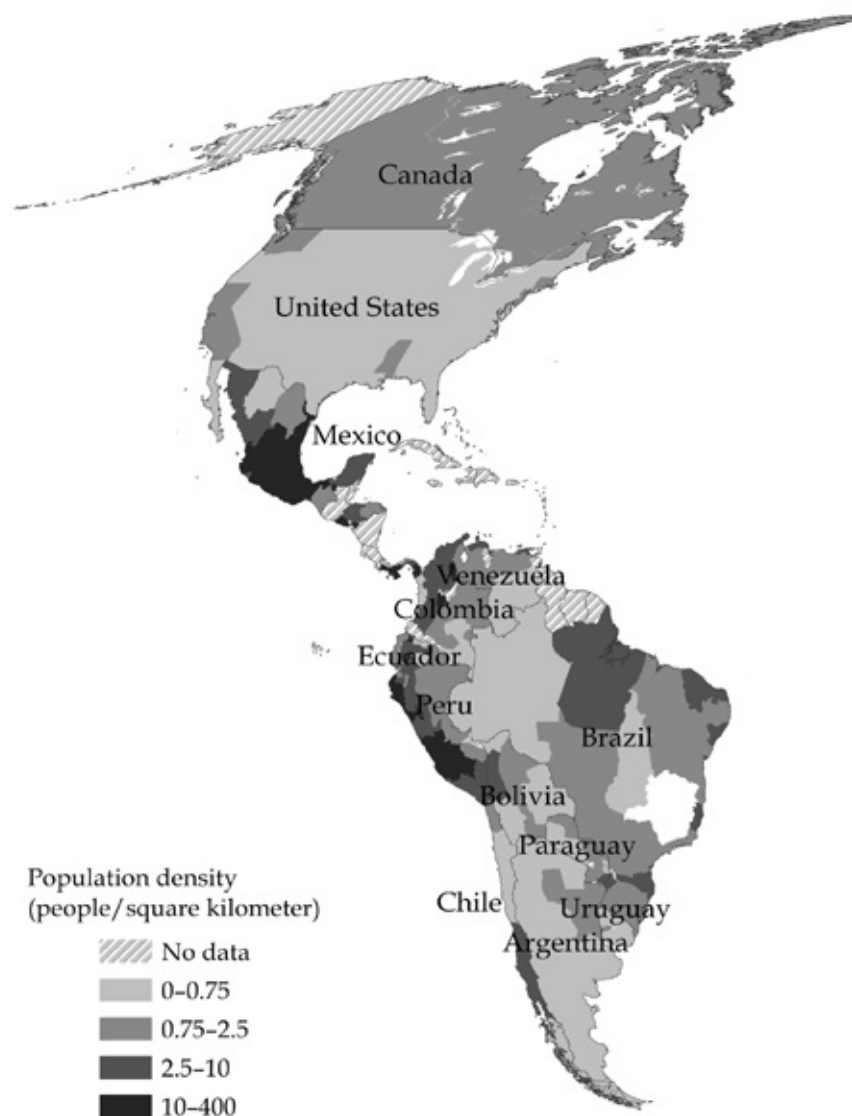 Canada
United States
Mexico
Venezuela
Colombia
Ecuador
Peru
Brazil
Bolivia
Paraguay
Chile
Uruguay
Argentina
Population density
(people/square kilometer)
No data
0–0.75
0.75–2.5
2.5–10
10–400